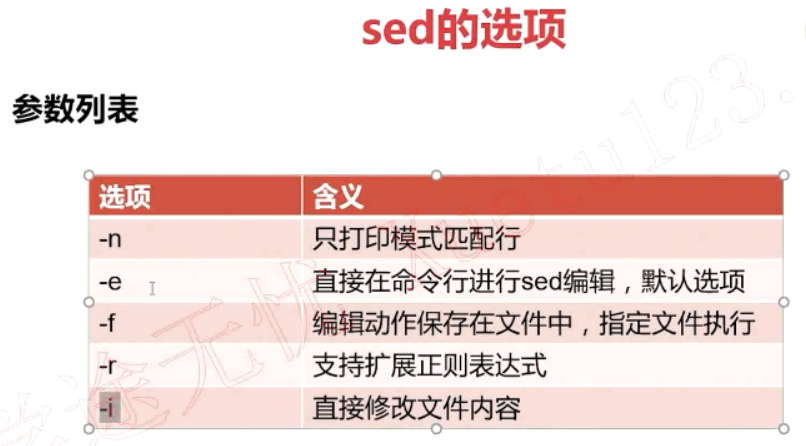 sed的选项
参数列表
选项 含义
-n 只打印模式匹配行
-e 直接在命令行进行sed编辑，默认选项
-f 编辑动作保存在文件中，指定文件执行
-r 支持扩展正则表达式
-i 直接修改文件内容